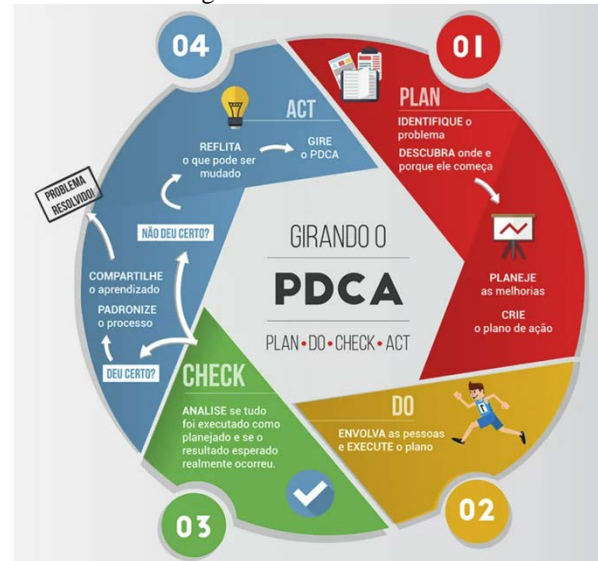 01
PLAN
IDENTIFIQUE o
problema
DESCUBRA onde e
porque ele começa
PLANEJE
as melhorias
CRIE
o plano de ação
DO
ENVOLVA as pessoas
e EXECUTE o plano
02
CHECK
ANALISE se tudo
foi executado como
planejado e se o
resultado esperado
realmente ocorreu.
03
04
ACT
REFLITA
o que pode ser
mudado
GIRE
o PDCA
NÃO DEU CERTO?
PROBLEMA
RESOLVIDO!
COMPARTILHE
o aprendizado
PADRONIZE
o processo
DEU CERTO?
GIRANDO O
PDCA
PLAN•DO•CHECK•ACT